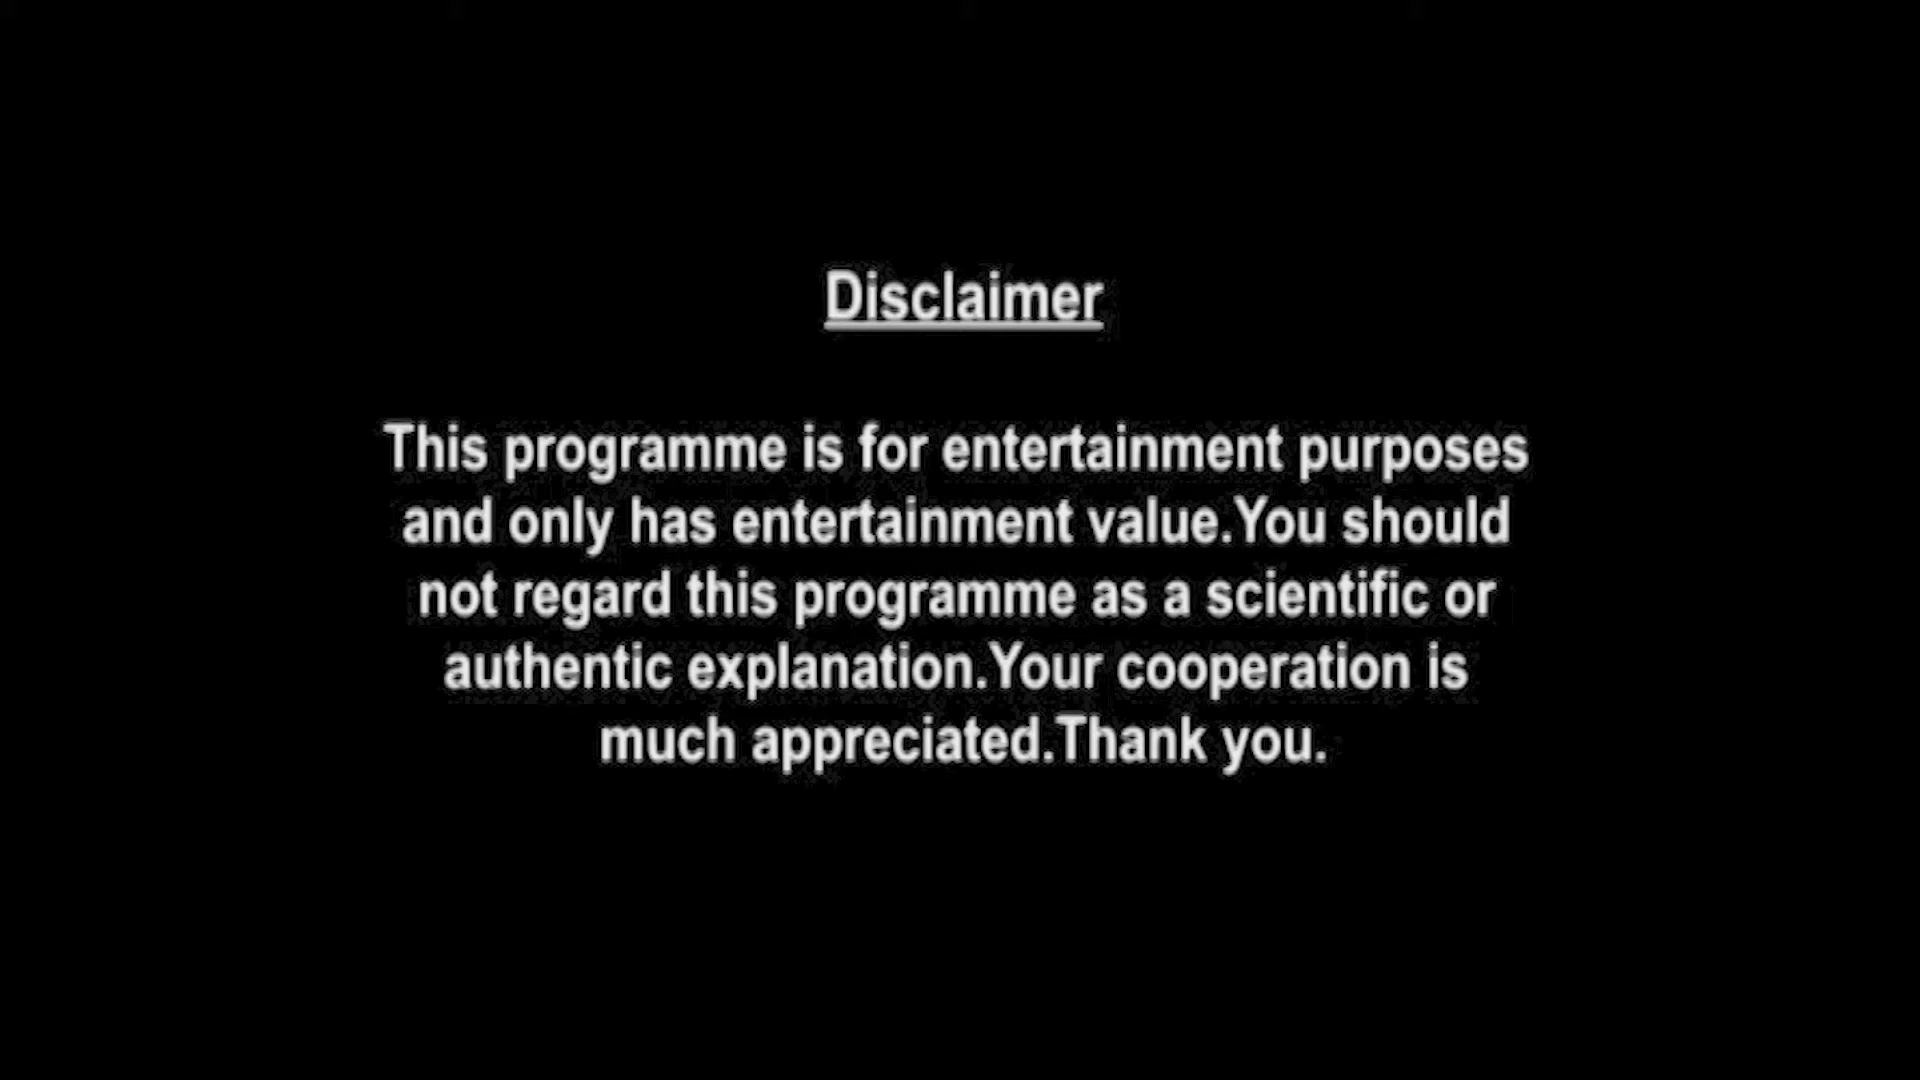 Disclaimer
This programme is for entertainment purposes
and only has entertainment value.You should
not regard this programme as a scientific or
authentic explanation.Your cooperation is
much appreciated.Thank you.